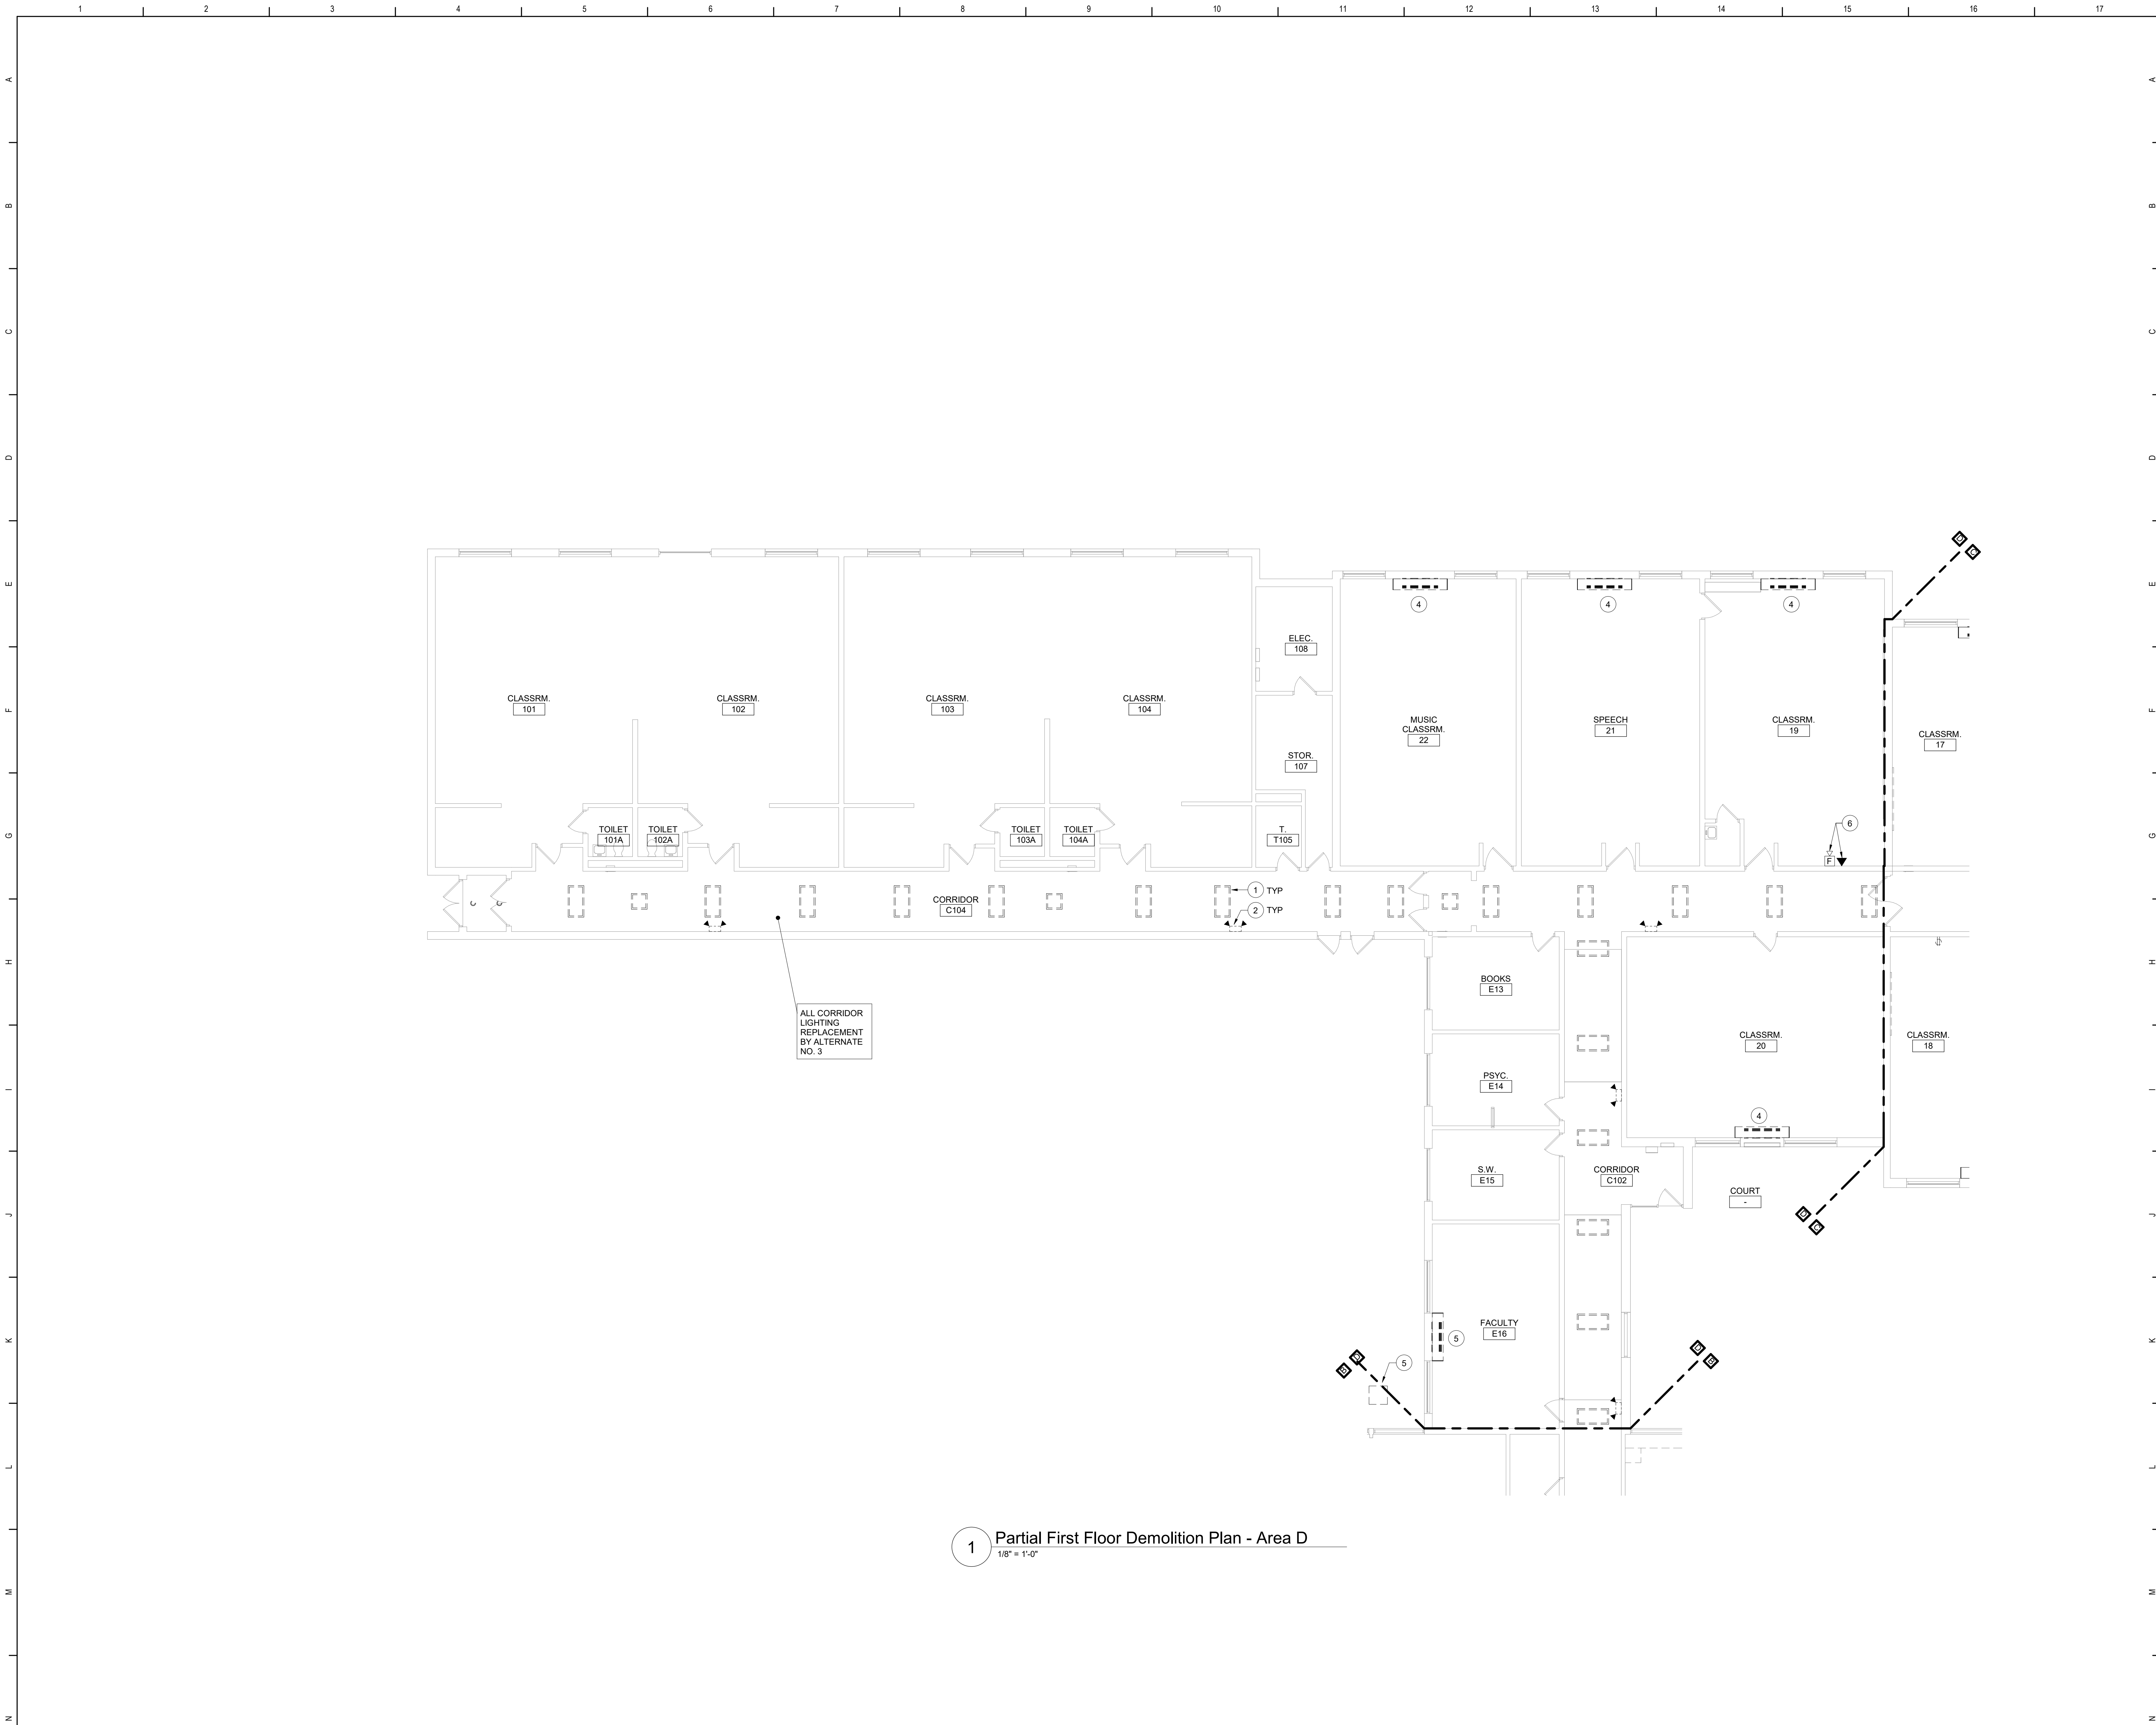 1 2 3 4 5 6 7 8 9 10 11 12 13 14 15 16 17
A A
B B
C C
D D
E E
F F
G G
H H
I I
J J
K K
L L
M M
N N
D
C
4
4
4
ELEC.
108
CLASSRM.
101
CLASSRM.
102
CLASSRM.
103
CLASSRM.
104
MUSIC
CLASSRM.
22
SPEECH
21
CLASSRM.
19
CLASSRM.
17
STOR.
107
TOILET
101A
TOILET
102A
TOILET
103A
TOILET
104A
T.
T105
6
F
CORRIDOR
C104
1 TYP
2 TYP
C C
ALL CORRIDOR
LIGHTING
REPLACEMENT
BY ALTERNATE
NO. 3
BOOKS
E13
PSYC.
E14
CLASSRM.
20
CLASSRM.
18
4
S.W.
E15
CORRIDOR
C102
COURT
-
D
C
FACULTY
E16
5
5
D
D
B
1
Partial First Floor Demolition Plan - Area D
1/8" = 1'-0"